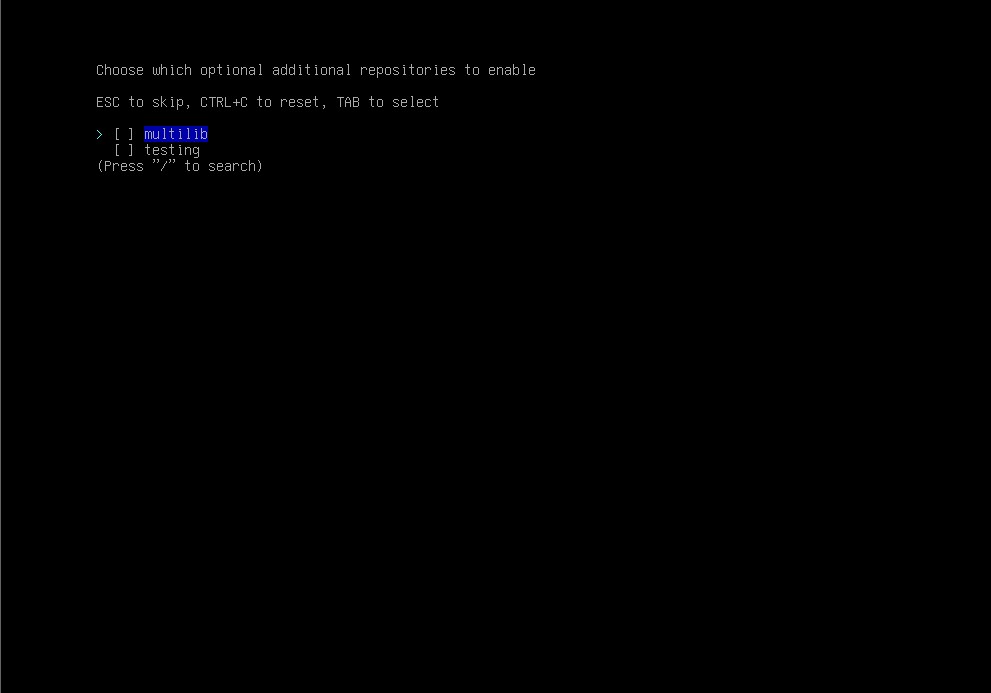 Choose which optional additional repositories to enable
ESC to skip, CTRL+C to reset, TAB to select
> [ ] multilib
[ ] testing
(Press "/" to search)